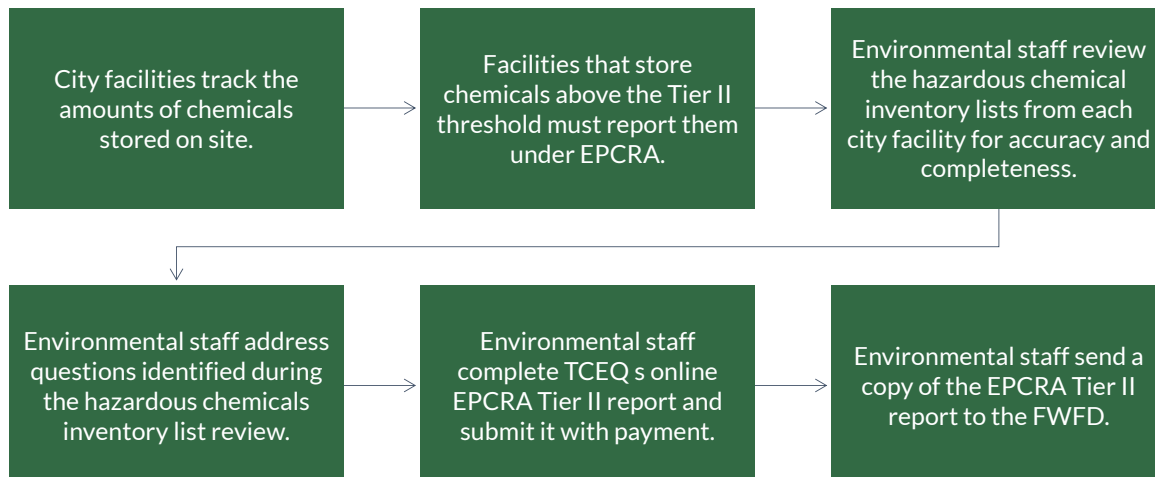 City facilities track the
amounts of chemicals
stored on site.
Facilities that store
chemicals above the Tier II
threshold must report them
under EPCRA.
Environmental staff review
the hazardous chemical
inventory lists from each
city facility for accuracy and
completeness.
Environmental staff address
questions identified during
the hazardous chemicals
inventory list review.
Environmental staff
complete TCEQ s online
EPCRA Tier II report and
submit it with payment.
Environmental staff send a
copy of the EPCRA Tier II
report to the FWFD.